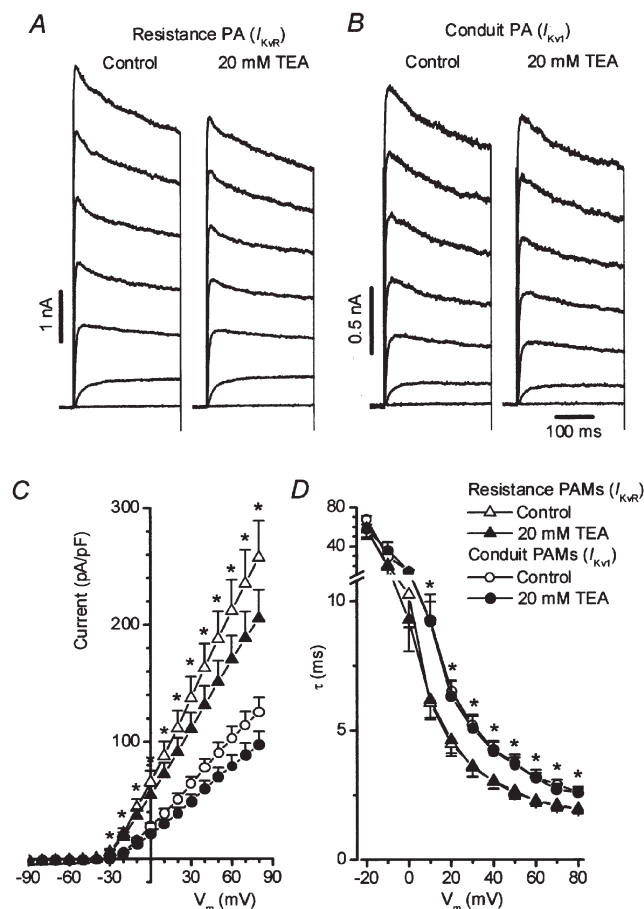 A
Resistance PA (IKvR)
Control
20 mM TEA
1 nA
B
Conduit PA (IKv1)
Control
20 mM TEA
0.5 nA
100 ms
C
300
200
100
Current (pA/pF)
-90
-60
-30
30
60
90
Vm (mV)
* * * * * * * * * * * *
D
Resistance PAMs (IKvR)
Control
20 mM TEA
Conduit PAMs (IKv1)
Control
20 mM TEA
80
60
40
20
10
5
0
τ (ms)
* * * * * * * *
-20
0
20
40
60
80
Vm (mV)